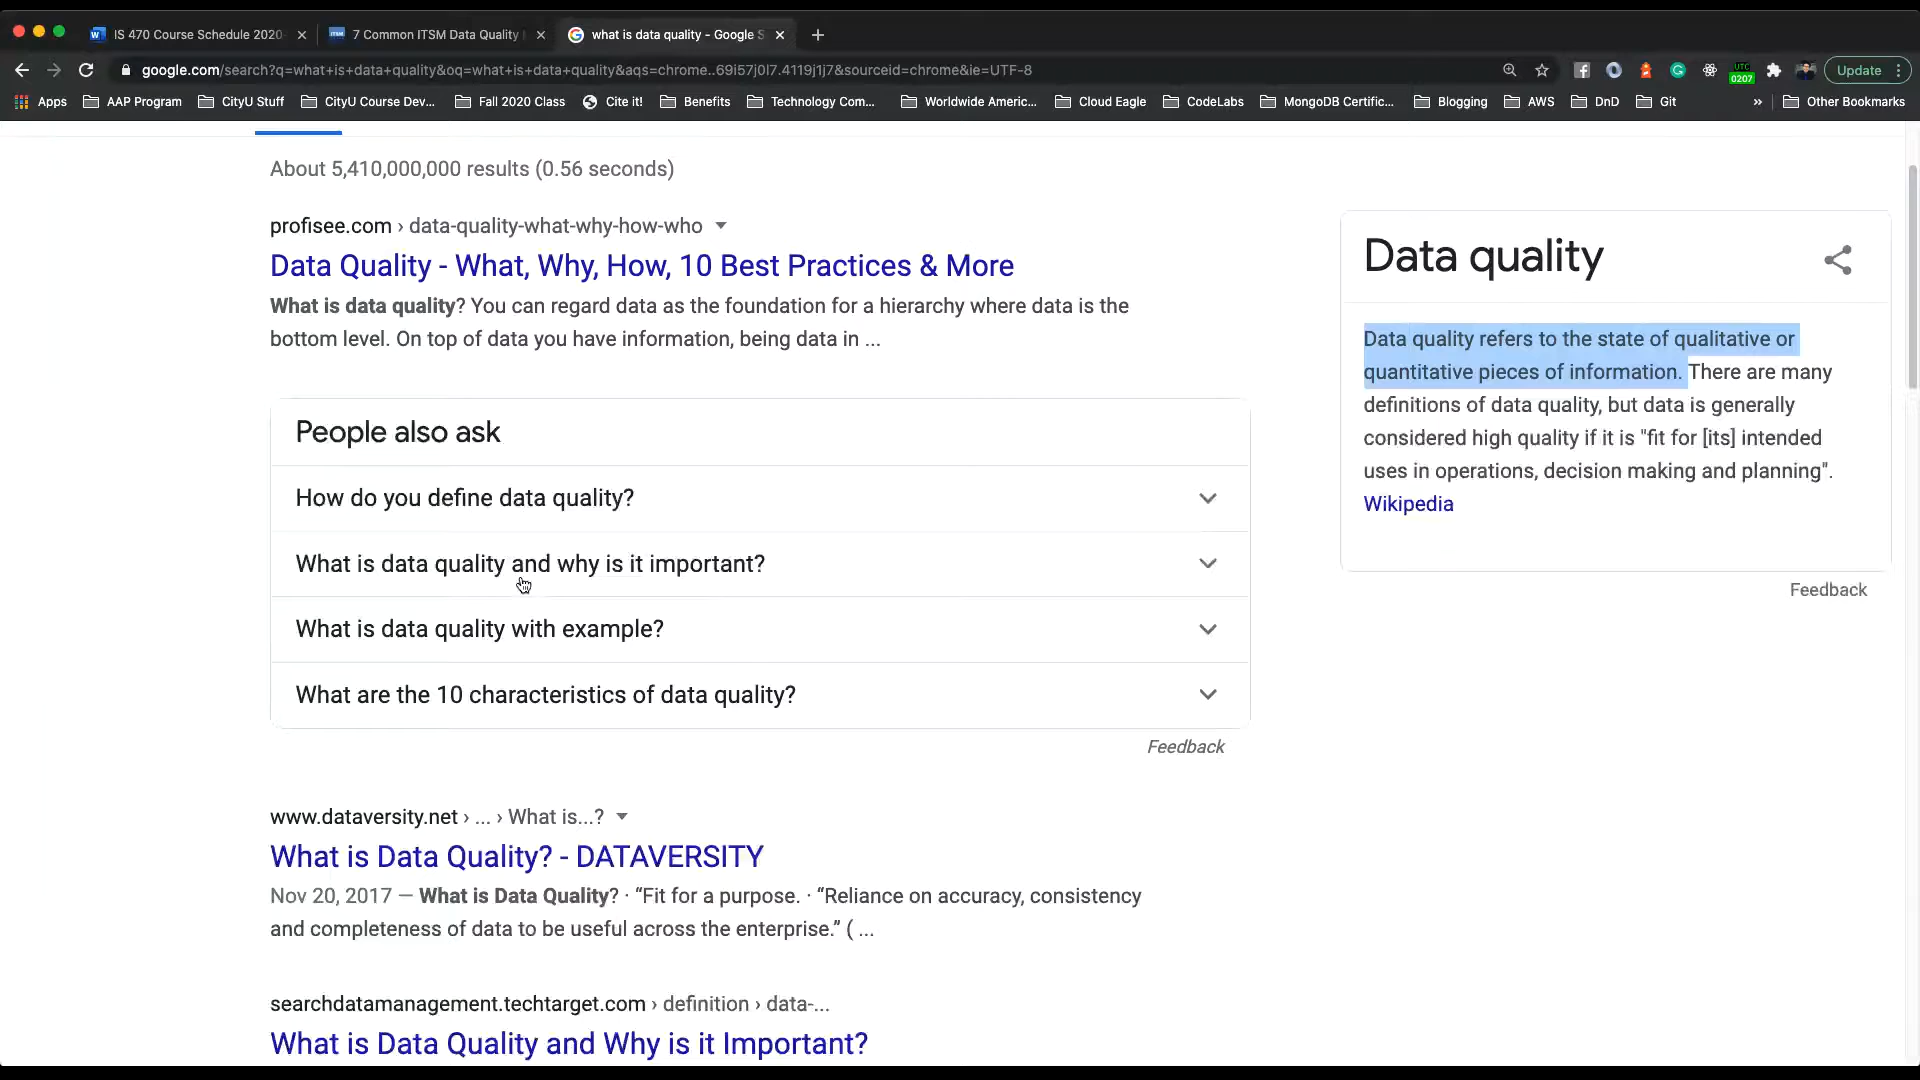 IS 470 Course Schedule 2020-
7 Common ITSM Data Quality
what is data quality - Google S
google.com/search?q=what+is+data+quality&oq=what+is+data+quality&aqs=chrome..69i57j0l7.4119j1j7&sourceid=chrome&ie=UTF-8
UTC
0207
Update
Apps
AAP Program
CityU Stuff
CityU Course Dev...
Fall 2020 Class
Cite it!
Benefits
Technology Com...
Worldwide Americ...
Cloud Eagle
CodeLabs
MongoDB Certific...
Blogging
AWS
DnD
Git
»
Other Bookmarks
About 5,410,000,000 results (0.56 seconds)
profisee.com › data-quality-what-why-how-who
Data Quality - What, Why, How, 10 Best Practices & More
What is data quality? You can regard data as the foundation for a hierarchy where data is the
bottom level. On top of data you have information, being data in ...
People also ask
How do you define data quality?
What is data quality and why is it important?
What is data quality with example?
What are the 10 characteristics of data quality?
Feedback
www.dataversity.net › ... › What is...?
What is Data Quality? - DATAVERSITY
Nov 20, 2017 — What is Data Quality? · “Fit for a purpose. · “Reliance on accuracy, consistency
and completeness of data to be useful across the enterprise.” ( ...
searchdatamanagement.techtarget.com › definition › data-...
What is Data Quality and Why is it Important?
Data quality
Data quality refers to the state of qualitative or
quantitative pieces of information. There are many
definitions of data quality, but data is generally
considered high quality if it is "fit for [its] intended
uses in operations, decision making and planning".
Wikipedia
Feedback